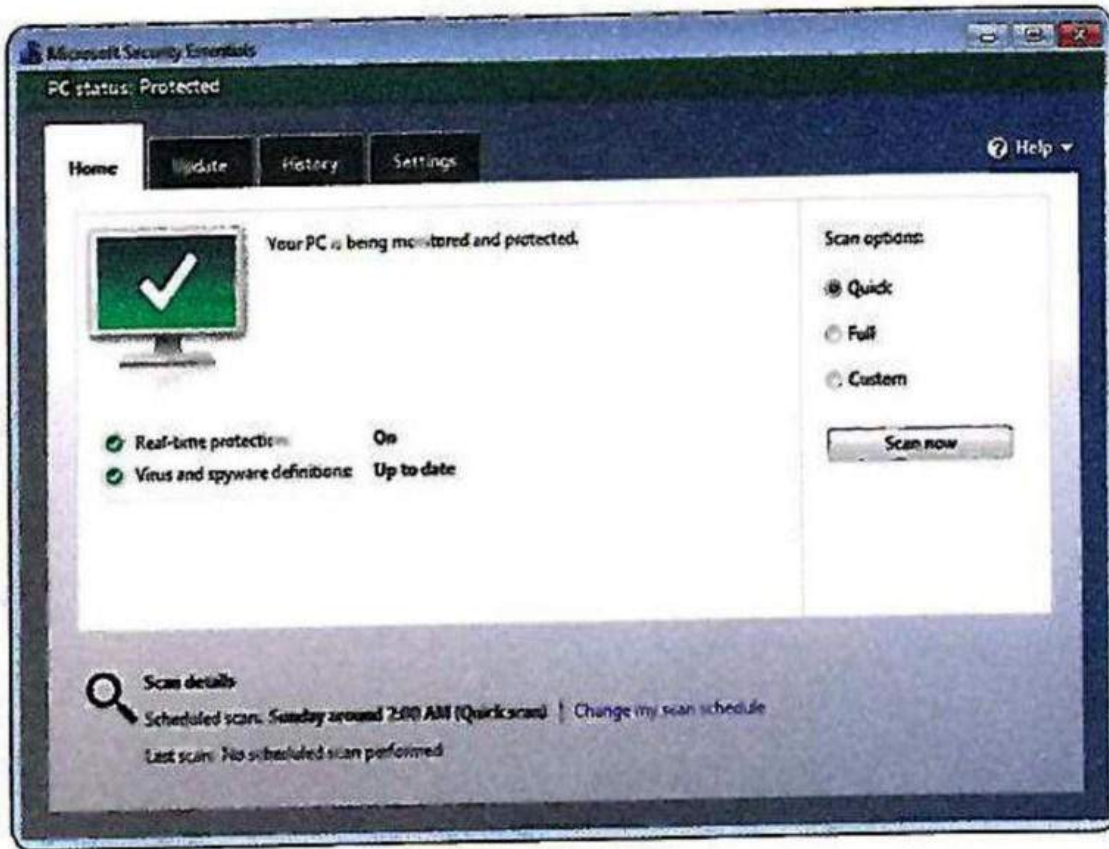 Microsoft Security Essentials
PC status: Protected
Home
Update
History
Settings
Help
Your PC is being monitored and protected.
Scan options:
Quick
Full
Custom
Real-time protection:
On
Virus and spyware definitions:
Up to date
Scan now
Scan details
Scheduled scan: Sunday around 2:00 AM (Quick scan) | Change my scan schedule
Last scan: No scheduled scan performed